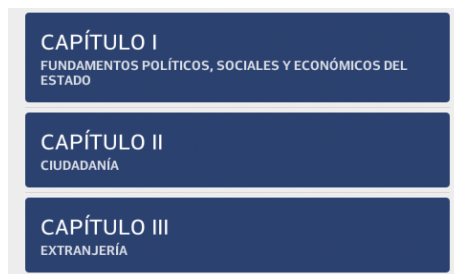 CAPÍTULO I
FUNDAMENTOS POLÍTICOS, SOCIALES Y ECONÓMICOS DEL
ESTADO
CAPÍTULO II
CIUDADANÍA
CAPÍTULO III
EXTRANJERÍA